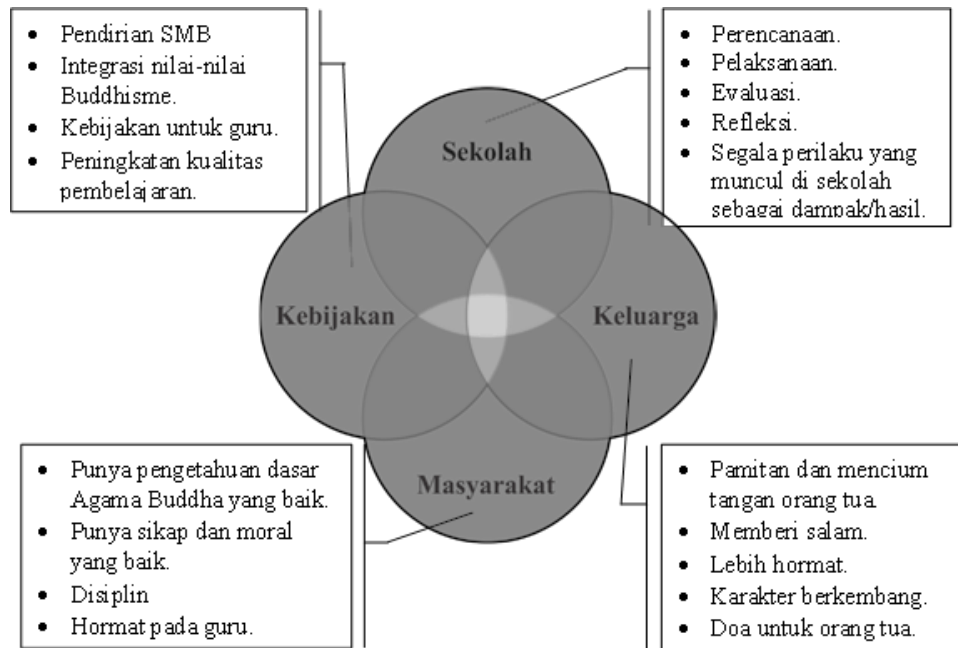 • Pendirian SMB
• Integrasi nilai-nilai
Buddhisme.
• Kebijakan untuk guru.
• Peningkatan kualitas
pembelajaran.
• Perencanaan.
• Pelaksanaan.
• Evaluasi.
• Refleksi.
• Segala perilaku yang
muncul di sekolah
sebagai dampak/hasil.
Sekolah
Kebijakan
Keluarga
Masyarakat
• Punya pengetahuan dasar
Agama Buddha yang baik.
• Punya sikap dan moral
yang baik.
• Disiplin
• Hormat pada guru.
• Pamitan dan mencium
tangan orang tua
• Memberi salam.
• Lebih hormat.
• Karakter berkembang.
• Doa untuk orang tua.